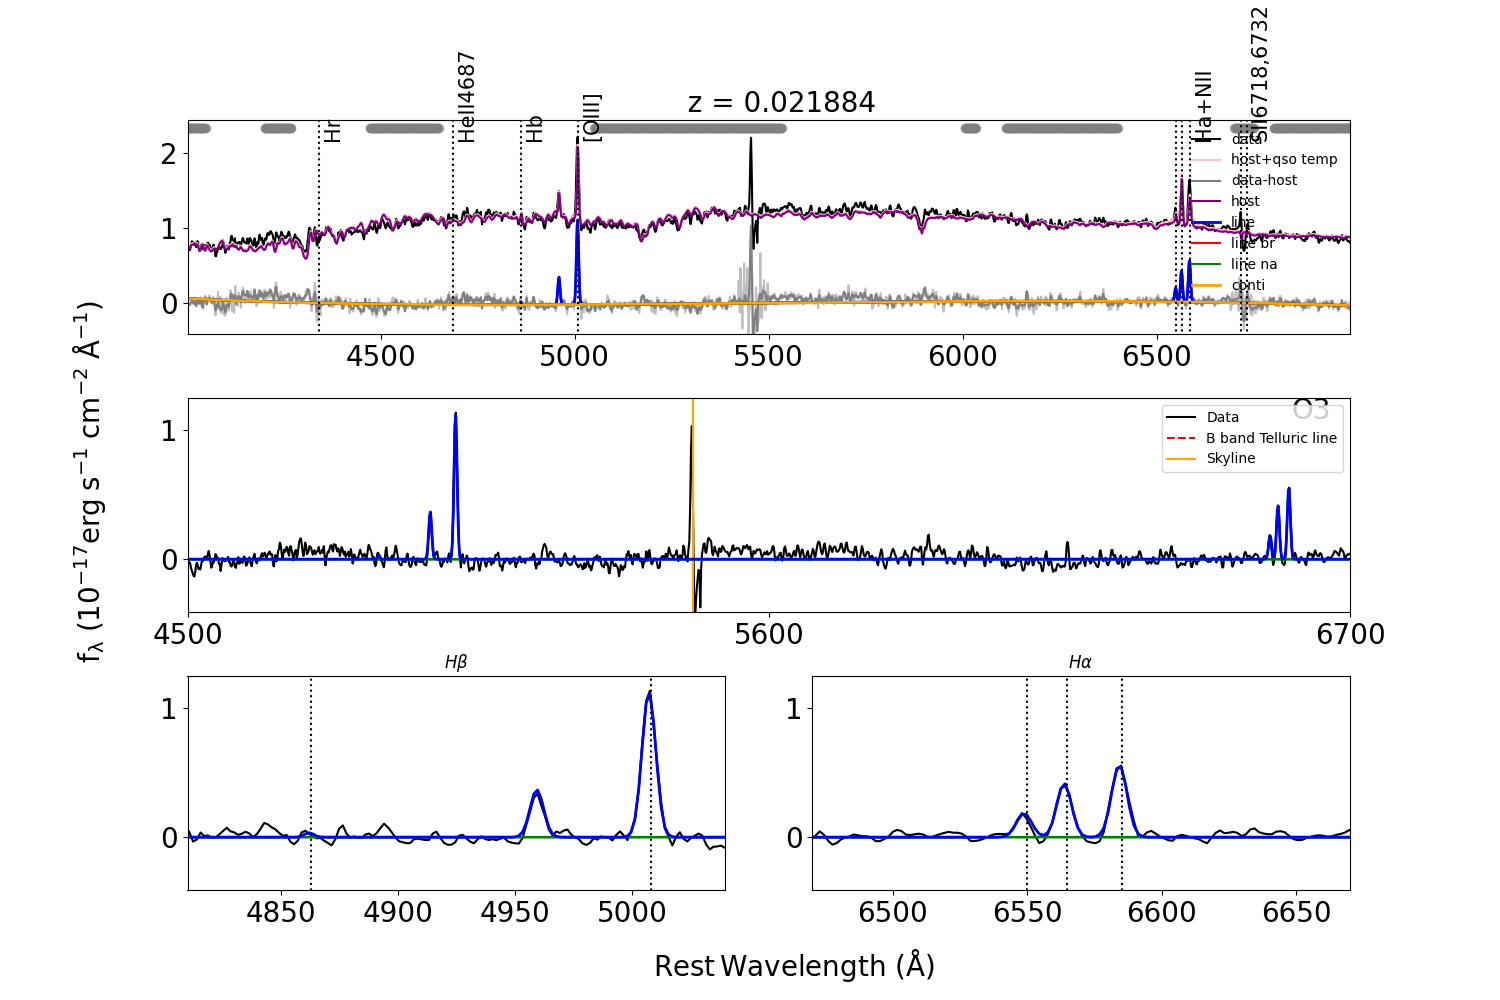 z = 0.021884
Hr
HeII4687
Hb
[OIII]
Ha+NII
SII6718,6732
data
host+qso temp
data-host
host
line
line br
line na
conti
2
1
0
4500 5000 5500 6000 6500
O3
Data
B band Telluric line
Skyline
1
0
4500 5600 6700
fλ (10⁻¹⁷erg s⁻¹ cm⁻² Å⁻¹)
Hβ
1
0
4850 4900 4950 5000
Hα
1
0
6500 6550 6600 6650
Rest Wavelength (Å)